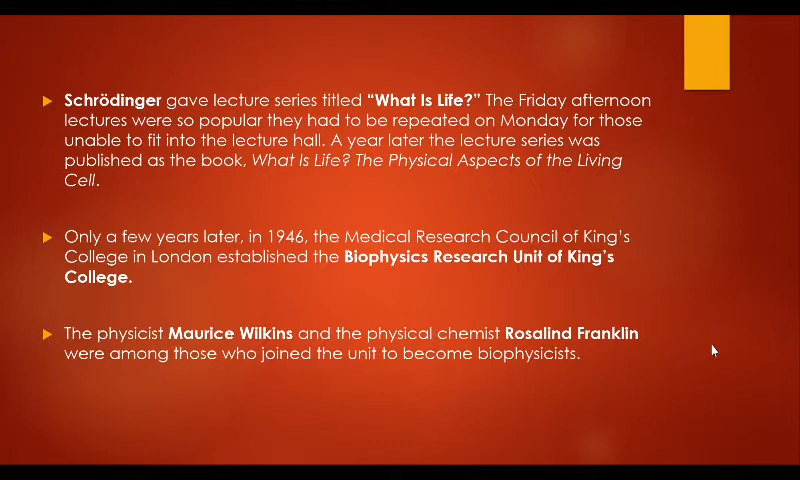 Schrödinger gave lecture series titled “What Is Life?” The Friday afternoon
lectures were so popular they had to be repeated on Monday for those
unable to fit into the lecture hall. A year later the lecture series was
published as the book, What Is Life? The Physical Aspects of the Living
Cell.
Only a few years later, in 1946, the Medical Research Council of King’s
College in London established the Biophysics Research Unit of King’s
College.
The physicist Maurice Wilkins and the physical chemist Rosalind Franklin
were among those who joined the unit to become biophysicists.